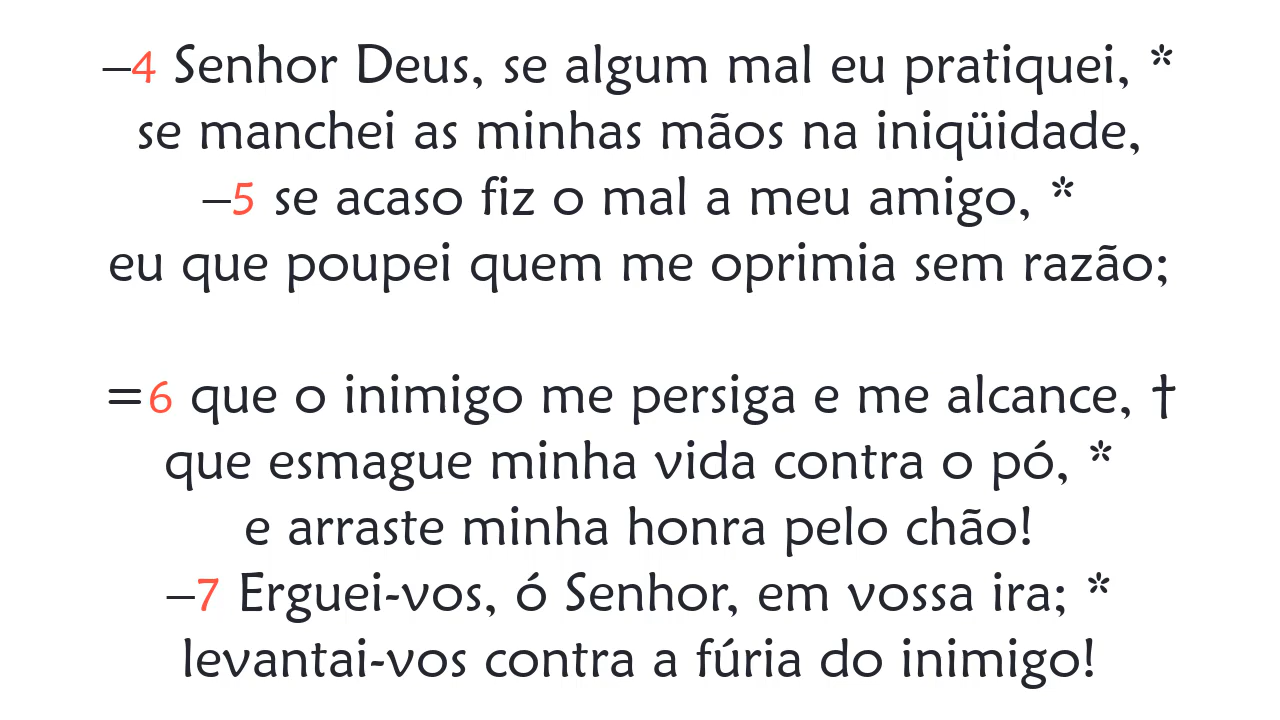 –4 Senhor Deus, se algum mal eu pratiquei, *
se manchei as minhas mãos na iniqüidade,
–5 se acaso fiz o mal a meu amigo, *
eu que poupei quem me oprimia sem razão;
=6 que o inimigo me persiga e me alcance, †
que esmague minha vida contra o pó, *
e arraste minha honra pelo chão!
–7 Erguei-vos, ó Senhor, em vossa ira; *
levantai-vos contra a fúria do inimigo!